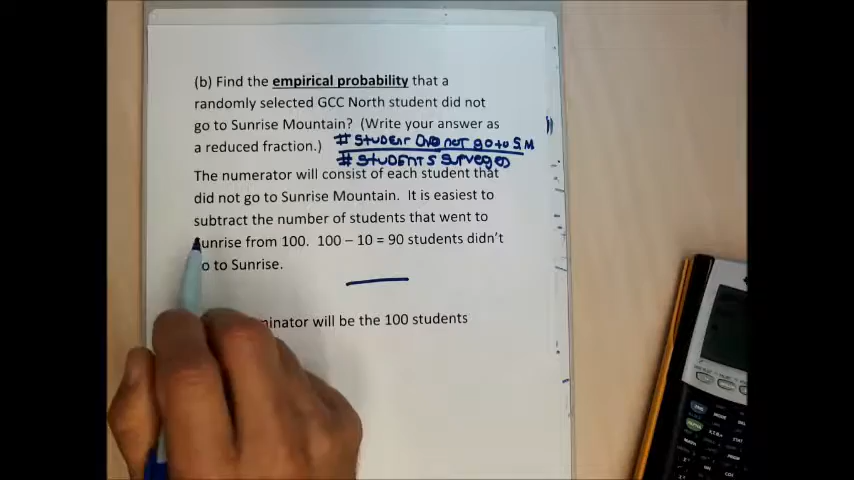 (b) Find the empirical probability that a
randomly selected GCC North student did not
go to Sunrise Mountain? (Write your answer as
a reduced fraction.) # Student Did not go to S.M
# Students surveyed
The numerator will consist of each student that
did not go to Sunrise Mountain. It is easiest to
subtract the number of students that went to
Sunrise from 100. 100 – 10 = 90 students didn't
go to Sunrise.
will be the 100 students